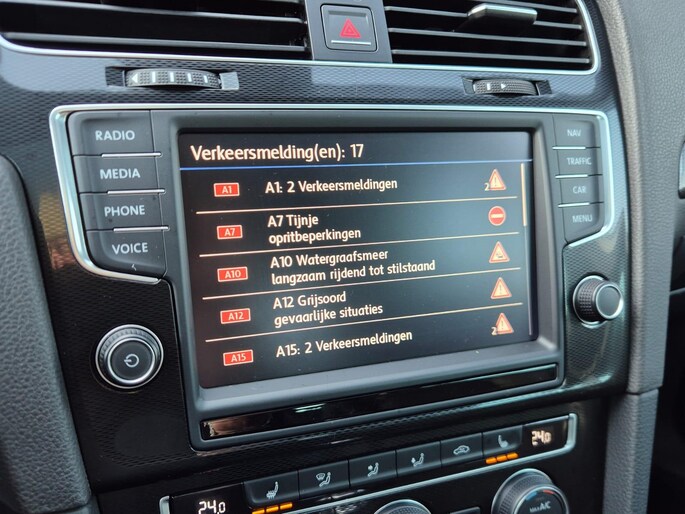 RADIO
MEDIA
PHONE
VOICE
Verkeersmelding(en): 17
A1 A1: 2 Verkeersmeldingen 2
A7 A7 Tijnje
opritbeperkingen
A10 A10 Watergraafsmeer
langzaam rijdend tot stilstaand
A12 A12 Grijsoord
gevaarlijke situaties
A15 A15: 2 Verkeersmeldingen 2
NAV
TRAFFIC
CAR
MENU
24.0
24.0
MAX A/C